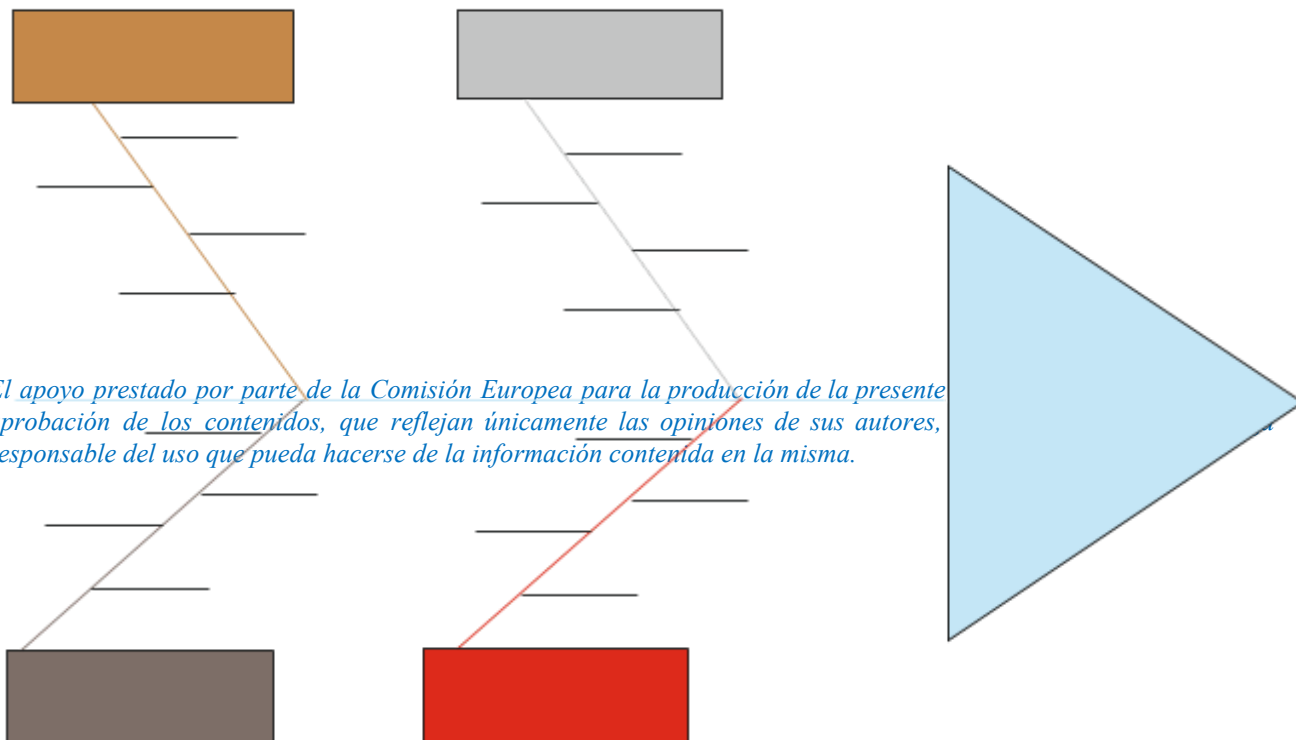 El apoyo prestado por parte de la Comisión Europea para la producción de la presente
probación de los contenidos, que reflejan únicamente las opiniones de sus autores,
esponsable del uso que pueda hacerse de la información contenida en la misma.